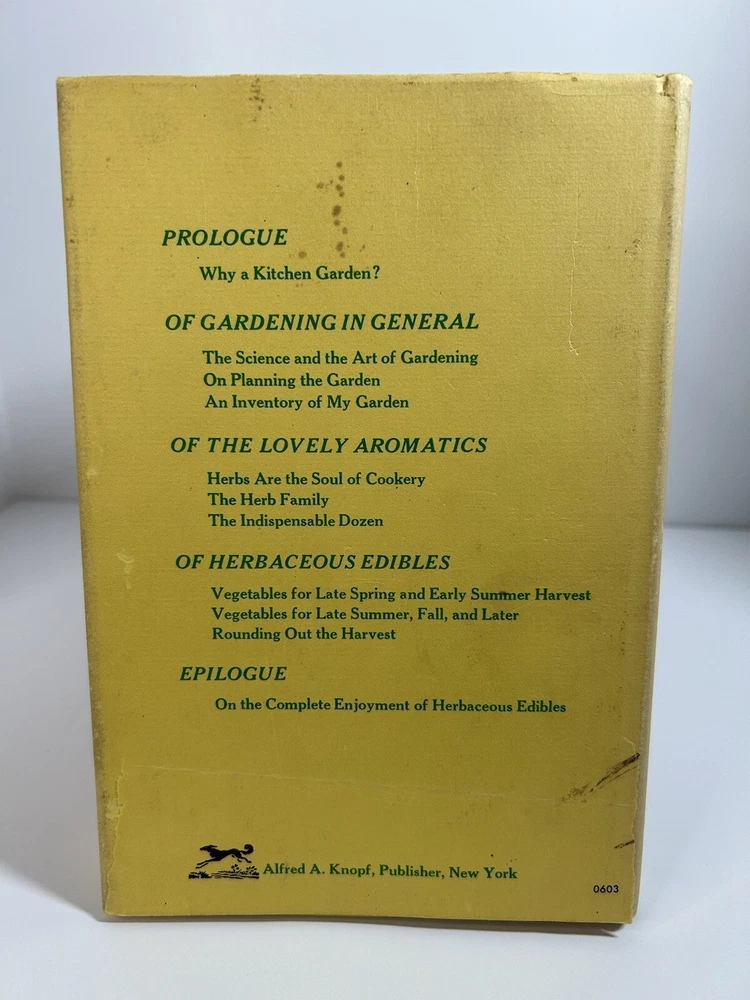 PROLOGUE
Why a Kitchen Garden?
OF GARDENING IN GENERAL
The Science and the Art of Gardening
On Planning the Garden
An Inventory of My Garden
OF THE LOVELY AROMATICS
Herbs Are the Soul of Cookery
The Herb Family
The Indispensable Dozen
OF HERBACEOUS EDIBLES
Vegetables for Late Spring and Early Summer Harvest
Vegetables for Late Summer, Fall, and Later
Rounding Out the Harvest
EPILOGUE
On the Complete Enjoyment of Herbaceous Edibles
Alfred A. Knopf, Publisher, New York
0603